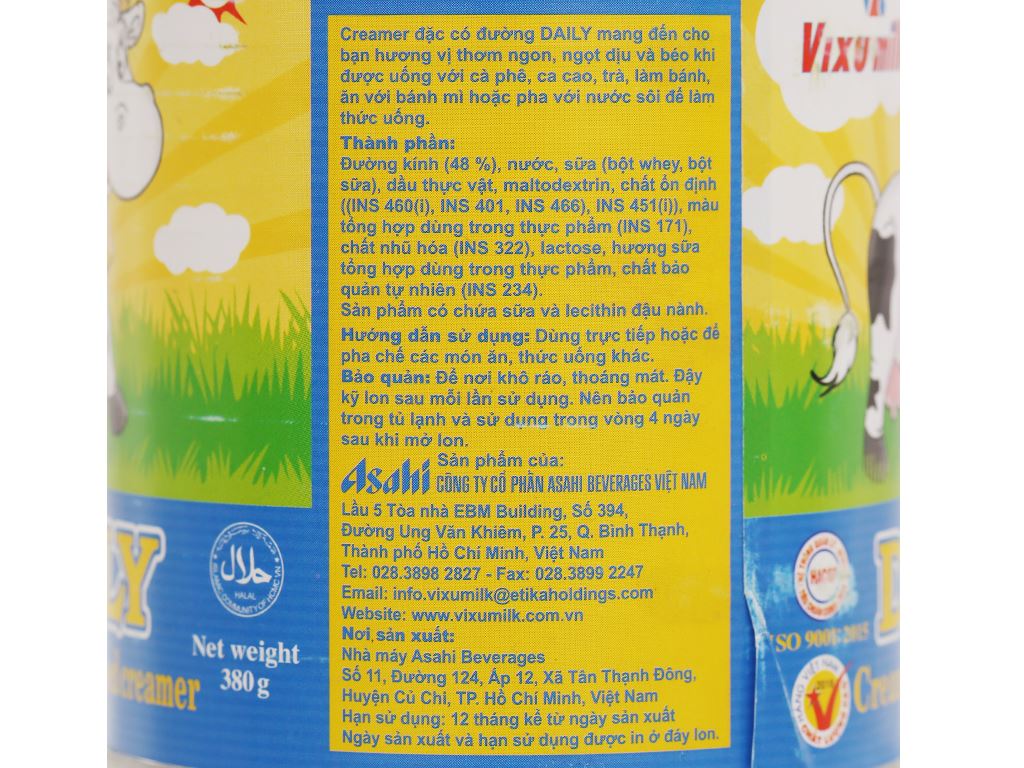 Creamer đặc có đường DAILY mang đến cho
bạn hương vị thơm ngon, ngọt dịu và béo khi
được uống với cà phê, ca cao, trà, làm bánh,
ăn với bánh mì hoặc pha với nước sôi để làm
thức uống.
Thành phần:
Đường kính (48 %), nước, sữa (bột whey, bột
sữa), dầu thực vật, maltodextrin, chất ổn định
((INS 460(i), INS 401, INS 466), INS 451(i)), màu
tổng hợp dùng trong thực phẩm (INS 171),
chất nhũ hóa (INS 322), lactose, hương sữa
tổng hợp dùng trong thực phẩm, chất bảo
quản tự nhiên (INS 234).
Sản phẩm có chứa sữa và lecithin đậu nành.
Hướng dẫn sử dụng: Dùng trực tiếp hoặc để
pha chế các món ăn, thức uống khác.
Bảo quản: Để nơi khô ráo, thoáng mát. Đậy
kỹ lon sau mỗi lần sử dụng. Nên bảo quản
trong tủ lạnh và sử dụng trong vòng 4 ngày
sau khi mở lon.
Asahi Sản phẩm của:
CÔNG TY CỔ PHẦN ASAHI BEVERAGES VIỆT NAM
Lầu 5 Tòa nhà EBM Building, Số 394,
Đường Ung Văn Khiêm, P. 25, Q. Bình Thạnh,
Thành phố Hồ Chí Minh, Việt Nam
Tel: 028.3898 2827 - Fax: 028.3899 2247
Email: info.vixumilk@etikaholdings.com
Website: www.vixumilk.com.vn
Nơi sản xuất:
Nhà máy Asahi Beverages
Số 11, Đường 124, Ấp 12, Xã Tân Thạnh Đông,
Huyện Củ Chi, TP. Hồ Chí Minh, Việt Nam
Hạn sử dụng: 12 tháng kể từ ngày sản xuất
Ngày sản xuất và hạn sử dụng được in ở đáy lon.
حلال
HALAL
ISLAMIC COMMUNITY OF HCMC VN
Net weight
380 g
creamer
Vixumilk
ISO 9001:2015